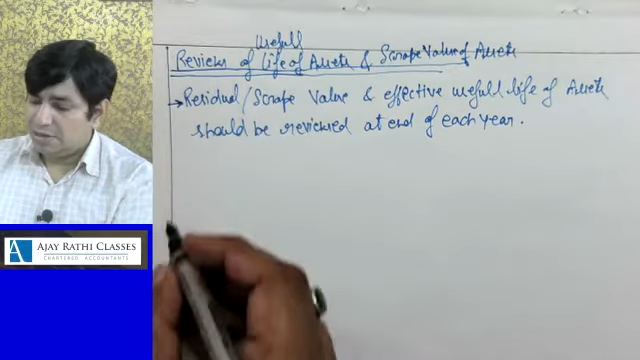 Usefull
Review of Life of Assets & Scrape Value of Assets
→ Residual/Scrape Value & effective usefull life of Assets
should be reviewed at end of each year.
A
AJAY RATHI CLASSES
CHARTERED ACCOUNTANTS